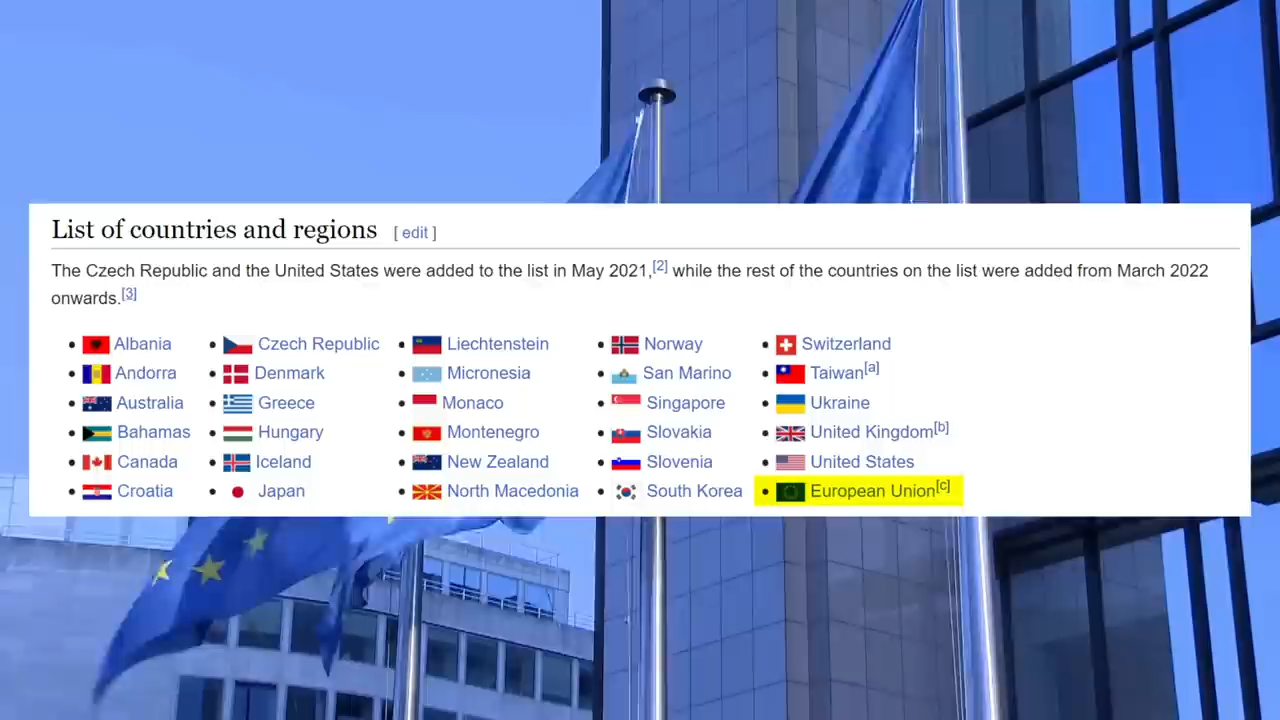 List of countries and regions [ edit ]
The Czech Republic and the United States were added to the list in May 2021,[2] while the rest of the countries on the list were added from March 2022
onwards.[3]
Albania
Andorra
Australia
Bahamas
Canada
Croatia
Czech Republic
Denmark
Greece
Hungary
Iceland
Japan
Liechtenstein
Micronesia
Monaco
Montenegro
New Zealand
North Macedonia
Norway
San Marino
Singapore
Slovakia
Slovenia
South Korea
Switzerland
Taiwan[a]
Ukraine
United Kingdom[b]
United States
European Union[c]